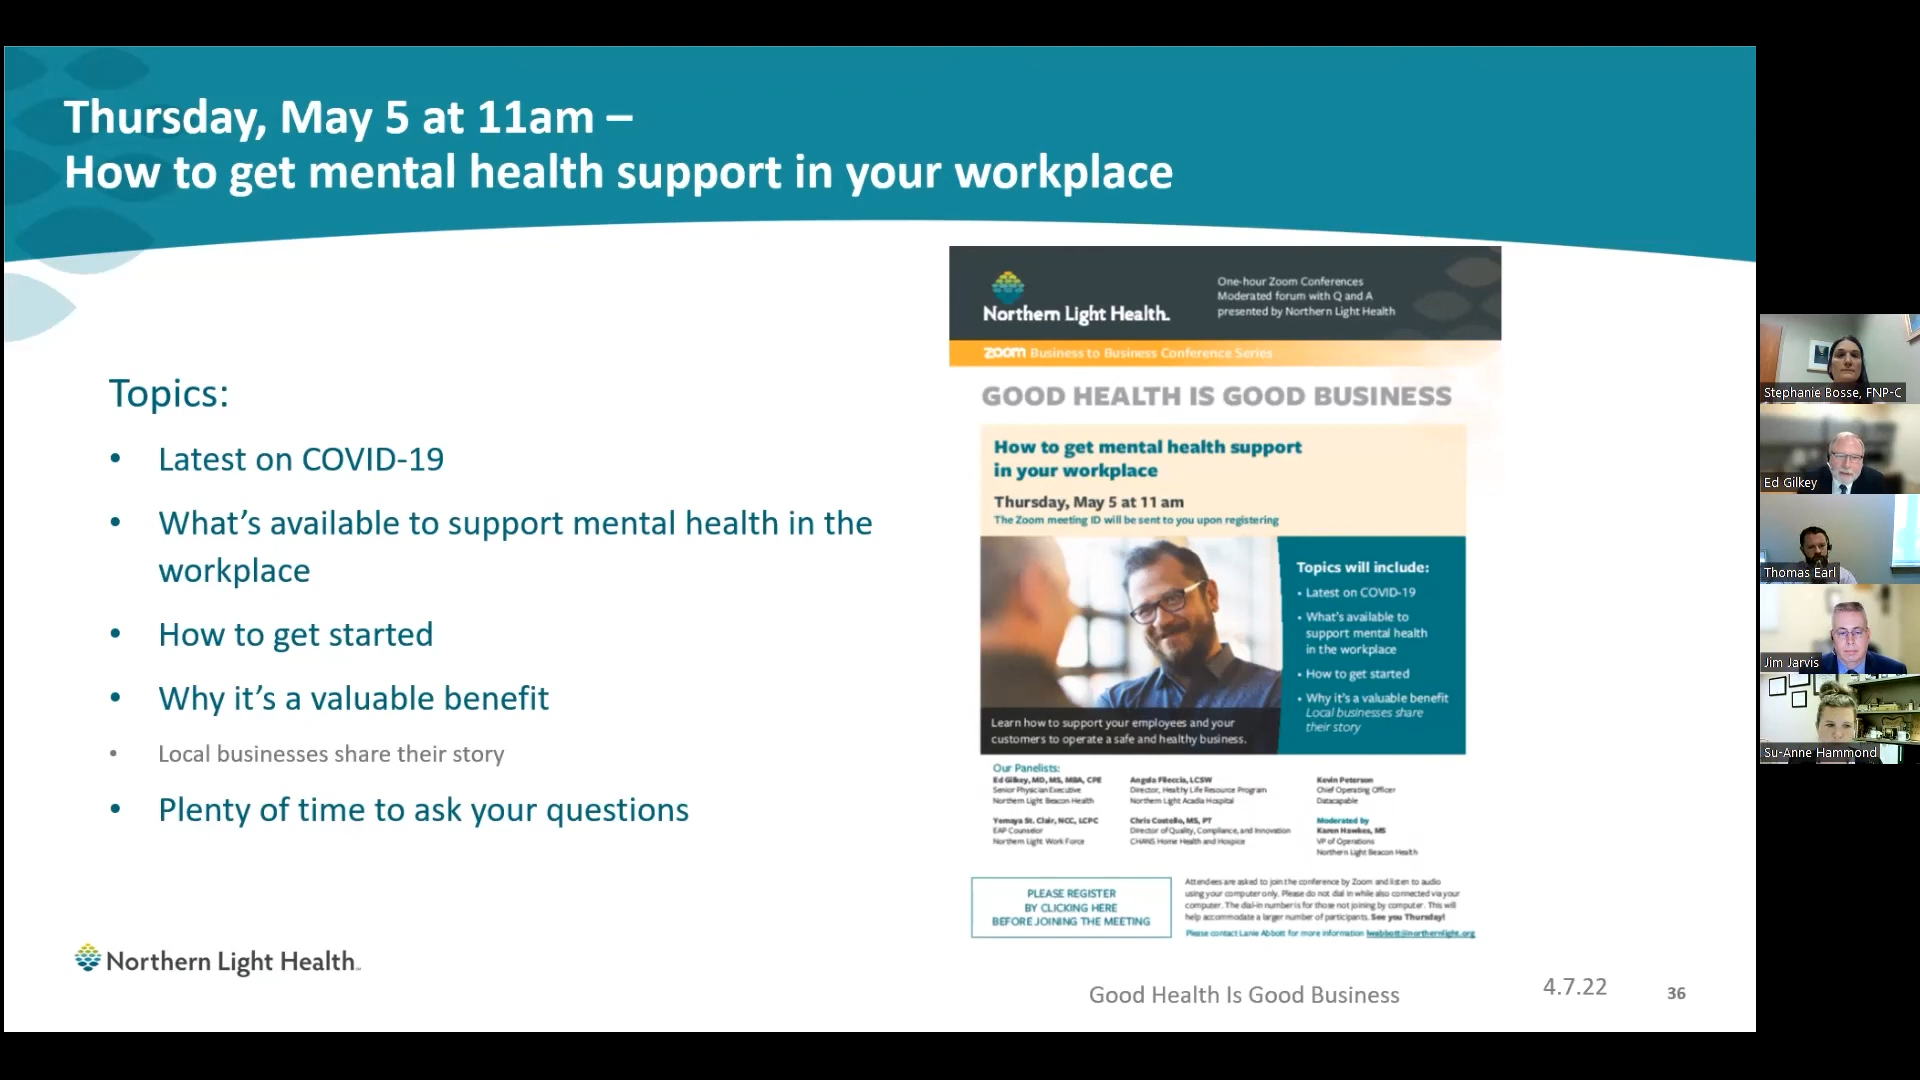 Thursday, May 5 at 11am –
How to get mental health support in your workplace
Topics:
• Latest on COVID-19
• What’s available to support mental health in the
workplace
• How to get started
• Why it’s a valuable benefit
• Local businesses share their story
• Plenty of time to ask your questions
Northern Light Health
Northern Light Health.
One-hour Zoom Conferences
Moderated forum with Q and A
presented by Northern Light Health
zoom Business to Business Conference Series
GOOD HEALTH IS GOOD BUSINESS
How to get mental health support
in your workplace
Thursday, May 5 at 11 am
The Zoom meeting ID will be sent to you upon registering
Topics will include:
• Latest on COVID-19
• What’s available to
support mental health
in the workplace
• How to get started
• Why it’s a valuable benefit
Local businesses share
their story
Learn how to support your employees and your
customers to operate a safe and healthy business.
Our Panelists:
Ed Gilkey, MD, MS, MBA, CPE
Senior Physician Executive
Northern Light Beacon Health
Angela Fileccia, LCSW
Director, Healthy Life Resource Program
Northern Light Acadia Hospital
Kevin Peterson
Chief Operating Officer
Datacapable
Yemaya St. Clair, NCC, LCPC
EAP Counselor
Northern Light Work Force
Chris Costello, MS, PT
Director of Quality, Compliance, and Innovation
CHANS Home Health and Hospice
Moderated by
Karen Hawkes, MS
VP of Operations
Northern Light Beacon Health
PLEASE REGISTER
BY CLICKING HERE
BEFORE JOINING THE MEETING
Attendees are asked to join the conference by Zoom and listen to audio
using your computer only. Please do not dial in while also connected via your
computer. The dial-in number is for those not joining by computer. This will
help accommodate a larger number of participants. See you Thursday!
Please contact Lanie Abbott for more information lwabbott@northernlight.org
Good Health Is Good Business
4.7.22
36
Stephanie Bosse, FNP-C
Ed Gilkey
Thomas Earl
Jim Jarvis
Su-Anne Hammond